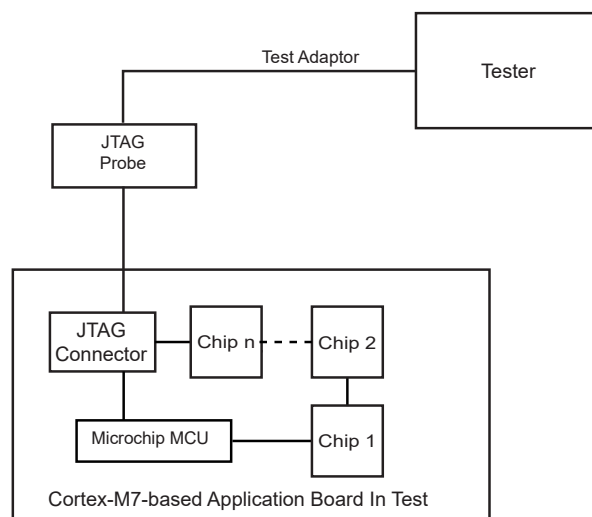 Test Adaptor
Tester
JTAG
Probe
JTAG
Connector
Chip n
Chip 2
Microchip MCU
Chip 1
Cortex-M7-based Application Board In Test